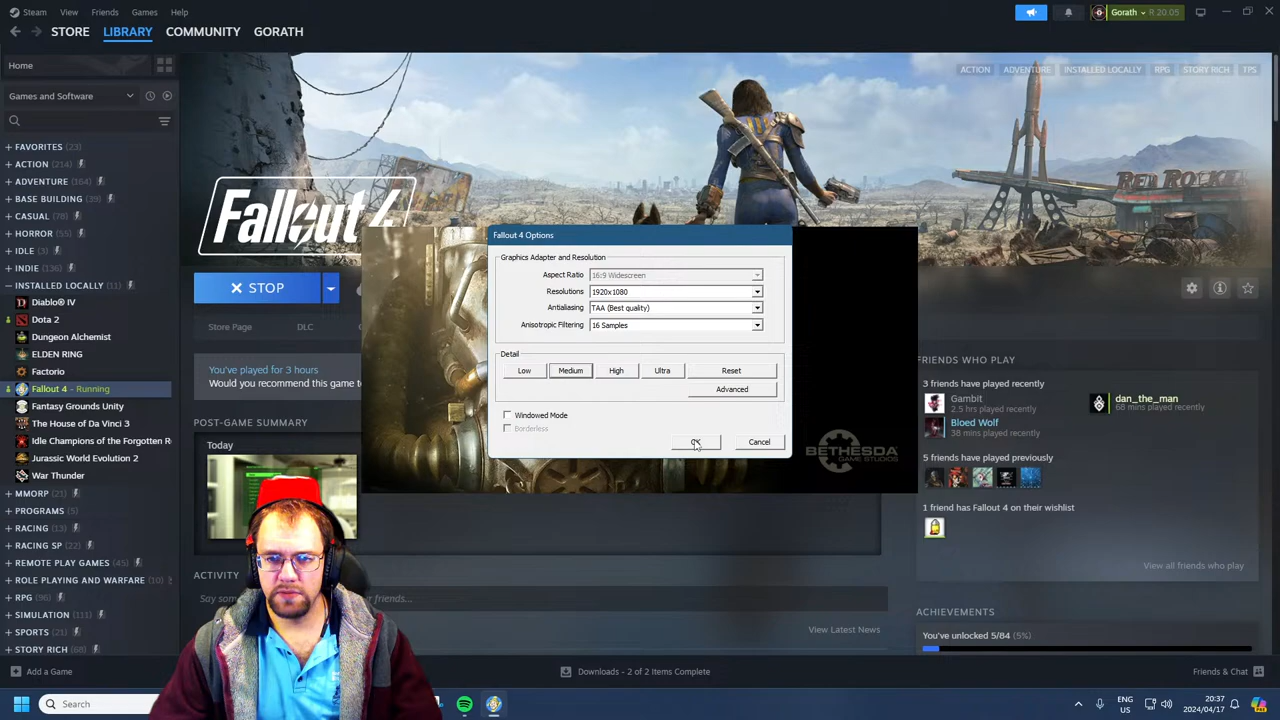 Steam View Friends Games Help
Gorath R 20.05
STORE LIBRARY COMMUNITY GORATH
Home
ACTION ADVENTURE INSTALLED LOCALLY RPG STORY RICH TPS
Games and Software
FAVORITES (23)
ACTION (214)
ADVENTURE (164)
BASE BUILDING (39)
CASUAL (78)
HORROR (55)
IDLE (3)
INDIE (136)
INSTALLED LOCALLY (11)
Diablo® IV
Dota 2
Dungeon Alchemist
ELDEN RING
Factorio
Fallout 4 - Running
Fantasy Grounds Unity
The House of Da Vinci 3
Idle Champions of the Forgotten R
Jurassic World Evolution 2
War Thunder
MMORP (21)
PROGRAMS (5)
RACING (13)
RACING SP (22)
REMOTE PLAY GAMES (45)
ROLE PLAYING AND WARFARE (10)
RPG (96)
SIMULATION (111)
SPORTS (21)
STORY RICH (68)
Add a Game
RED ROCKET
Fallout 4
STOP
Store Page DLC
You've played for 3 hours
Would you recommend this game to
POST-GAME SUMMARY
Today
ACTIVITY
Say so friends...
View Latest News
Fallout 4 Options
Graphics Adapter and Resolution
Aspect Ratio 16:9 Widescreen
Resolutions 1920x1080
Antialiasing TAA (Best quality)
Anisotropic Filtering 16 Samples
Detail
Low Medium High Ultra Reset
Advanced
Windowed Mode
Borderless
OK Cancel
BETHESDA
GAME STUDIOS
FRIENDS WHO PLAY
3 friends have played recently
Gambit
2.5 hrs played recently
dan_the_man
68 mins played recently
Bloed Wolf
38 mins played recently
5 friends have played previously
1 friend has Fallout 4 on their wishlist
View all friends who play
ACHIEVEMENTS
You've unlocked 5/84 (5%)
Downloads - 2 of 2 Items Complete
Friends & Chat
Search
ENG
US
20:37
2024/04/17